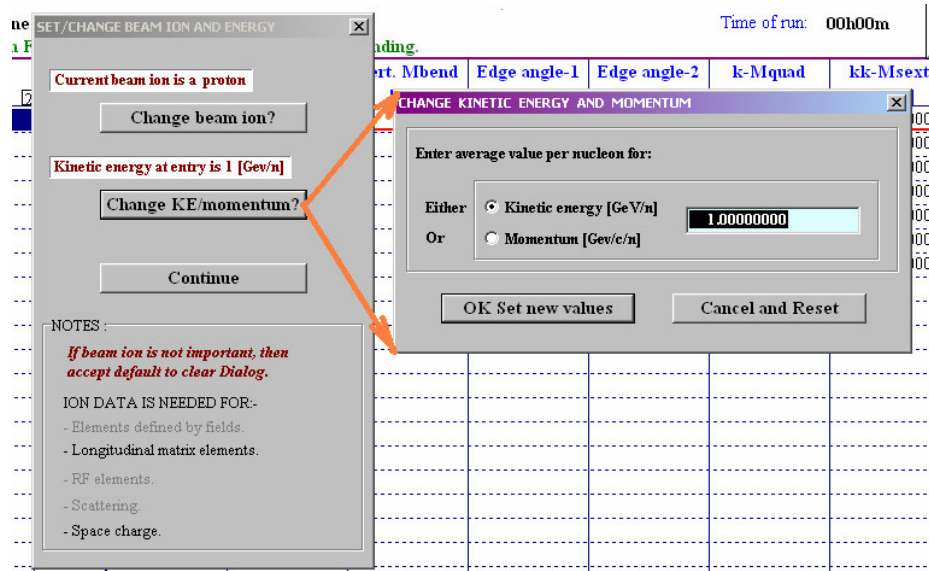 ne
Time of run: 00h00m
n F
nding.
ert. Mbend Edge angle-1 Edge angle-2 k-Mquad kk-Msext
SET/CHANGE BEAM ION AND ENERGY
Current beam ion is a proton
Change beam ion?
Kinetic energy at entry is 1 [Gev/n]
Change KE/momentum?
Continue
NOTES :
If beam ion is not important, then
accept default to clear Dialog.
ION DATA IS NEEDED FOR:-
- Elements defined by fields.
- Longitudinal matrix elements.
- RF elements.
- Scattering.
- Space charge.
CHANGE KINETIC ENERGY AND MOMENTUM
Enter average value per nucleon for:
Either Kinetic energy [GeV/n] 1.00000000
Or Momentum [Gev/c/n]
OK Set new values Cancel and Reset